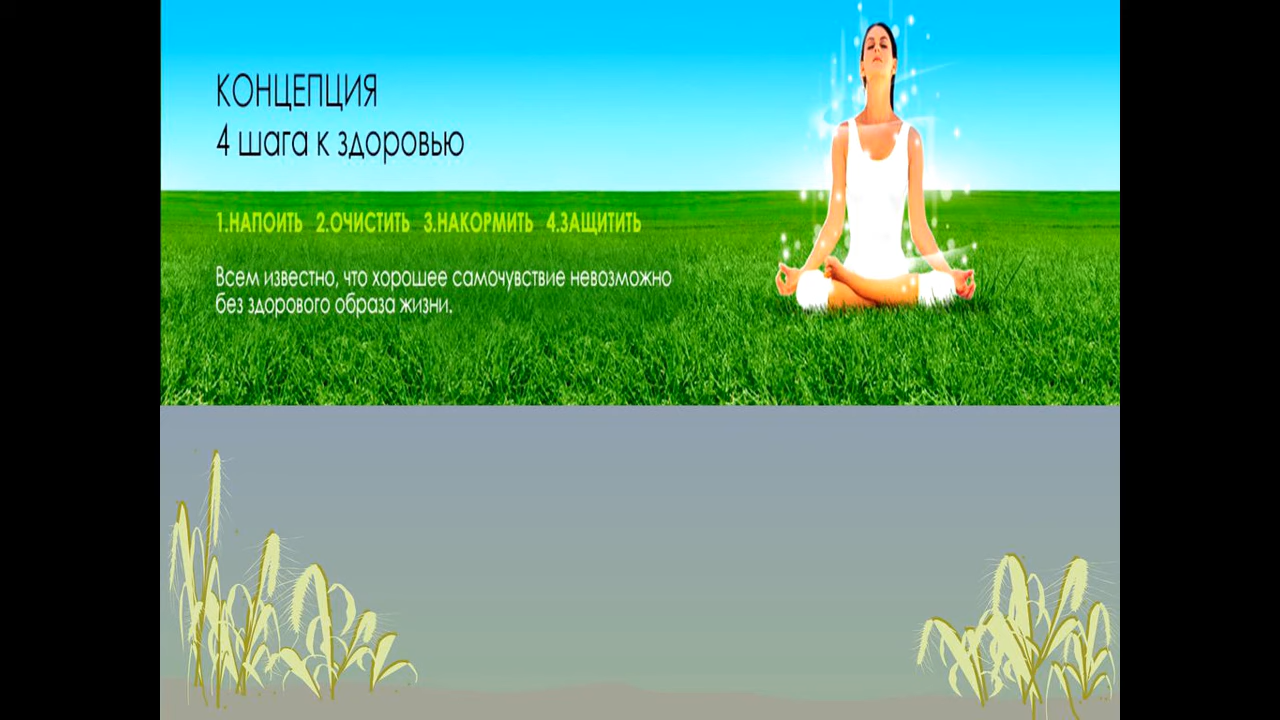 КОНЦЕПЦИЯ
4 шага к здоровью
1.НАПОИТЬ 2.ОЧИСТИТЬ 3.НАКОРМИТЬ 4.ЗАЩИТИТЬ
Всем известно, что хорошее самочувствие невозможно
без здорового образа жизни.